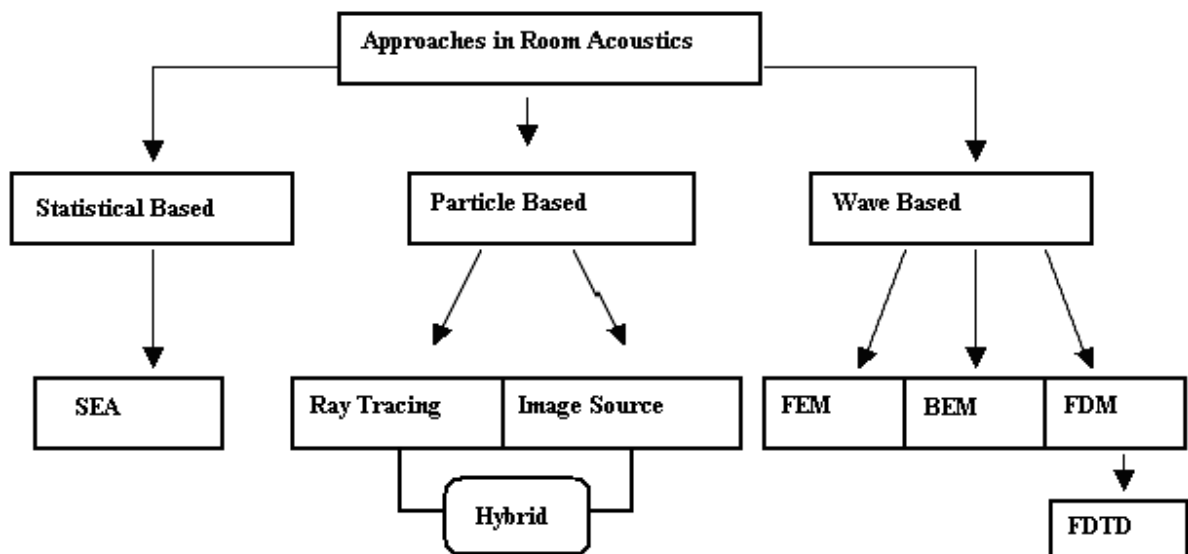 Approaches in Room Acoustics
Statistical Based
Particle Based
Wave Based
SEA
Ray Tracing
Image Source
FEM
BEM
FDM
Hybrid
FDTD